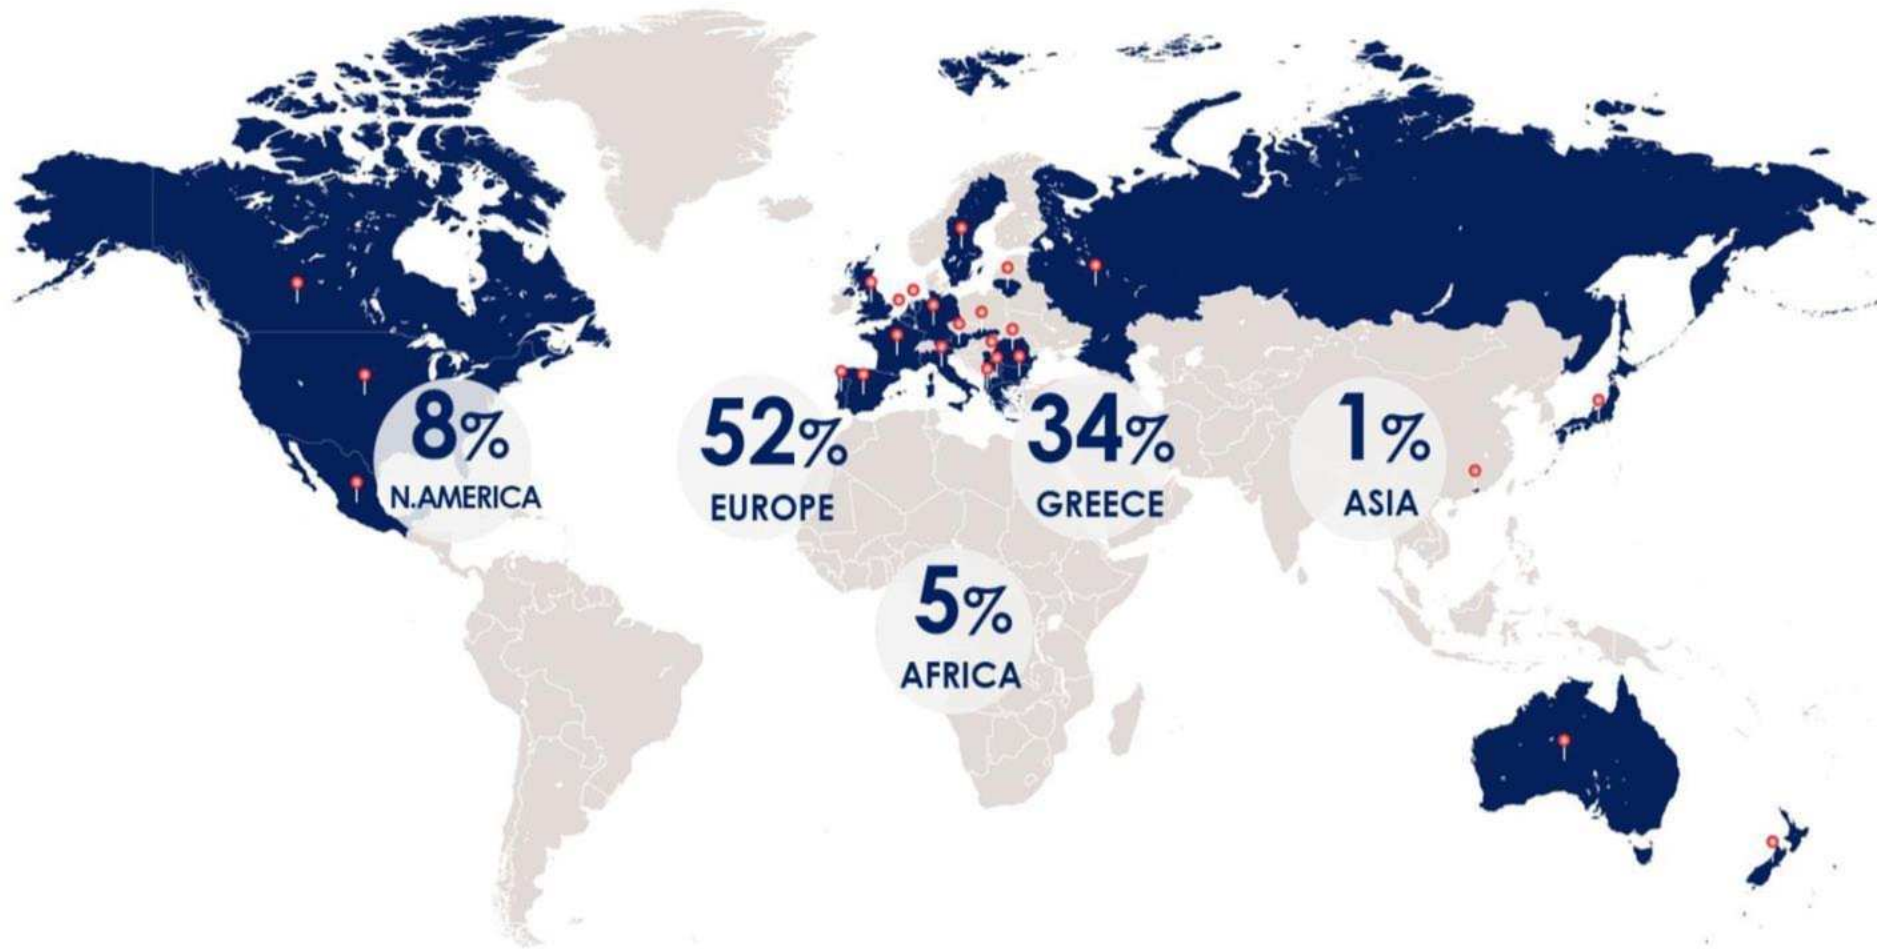 8%
N.AMERICA
52%
EUROPE
34%
GREECE
1%
ASIA
5%
AFRICA